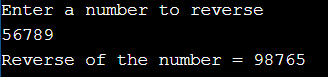 Enter a number to reverse
56789
Reverse of the number = 98765